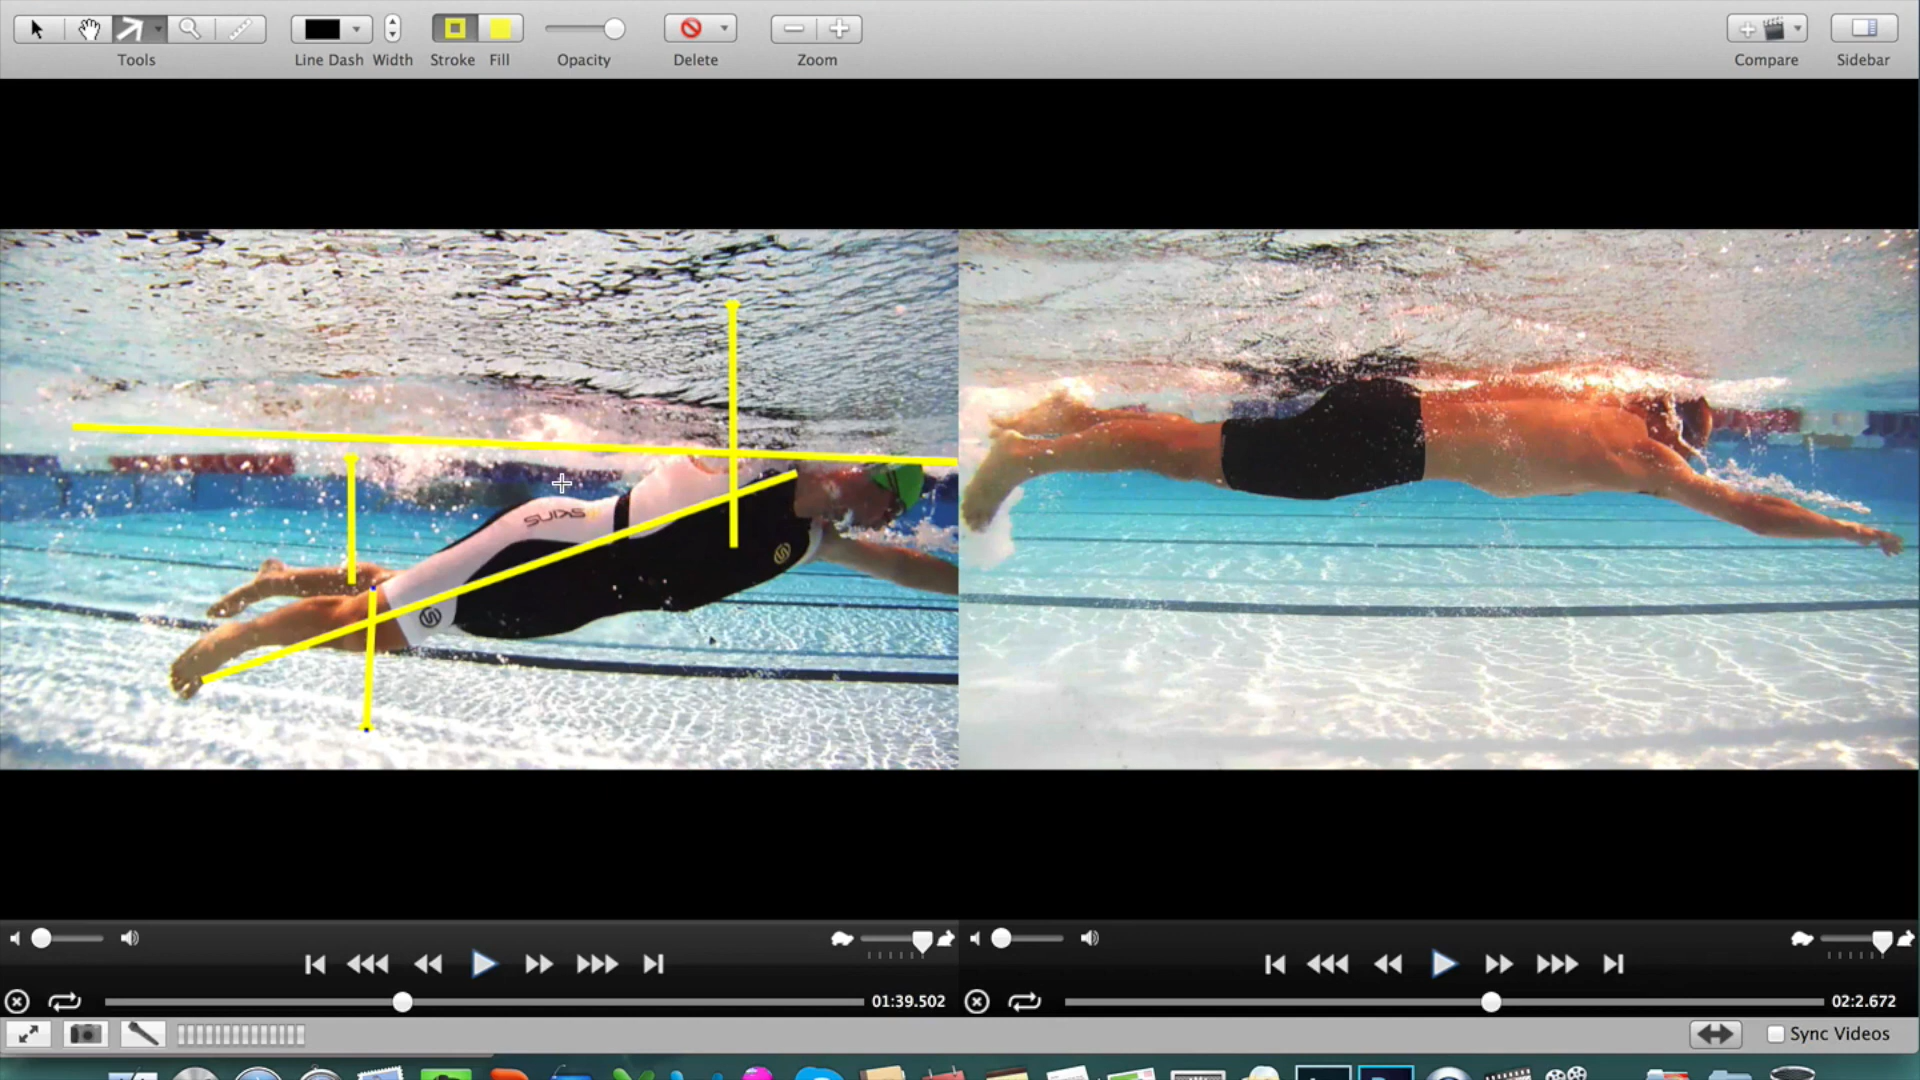 Tools
Line Dash Width
Stroke Fill
Opacity
Delete
Zoom
Compare
Sidebar
SKINS
01:39.502
02:2.672
Sync Videos